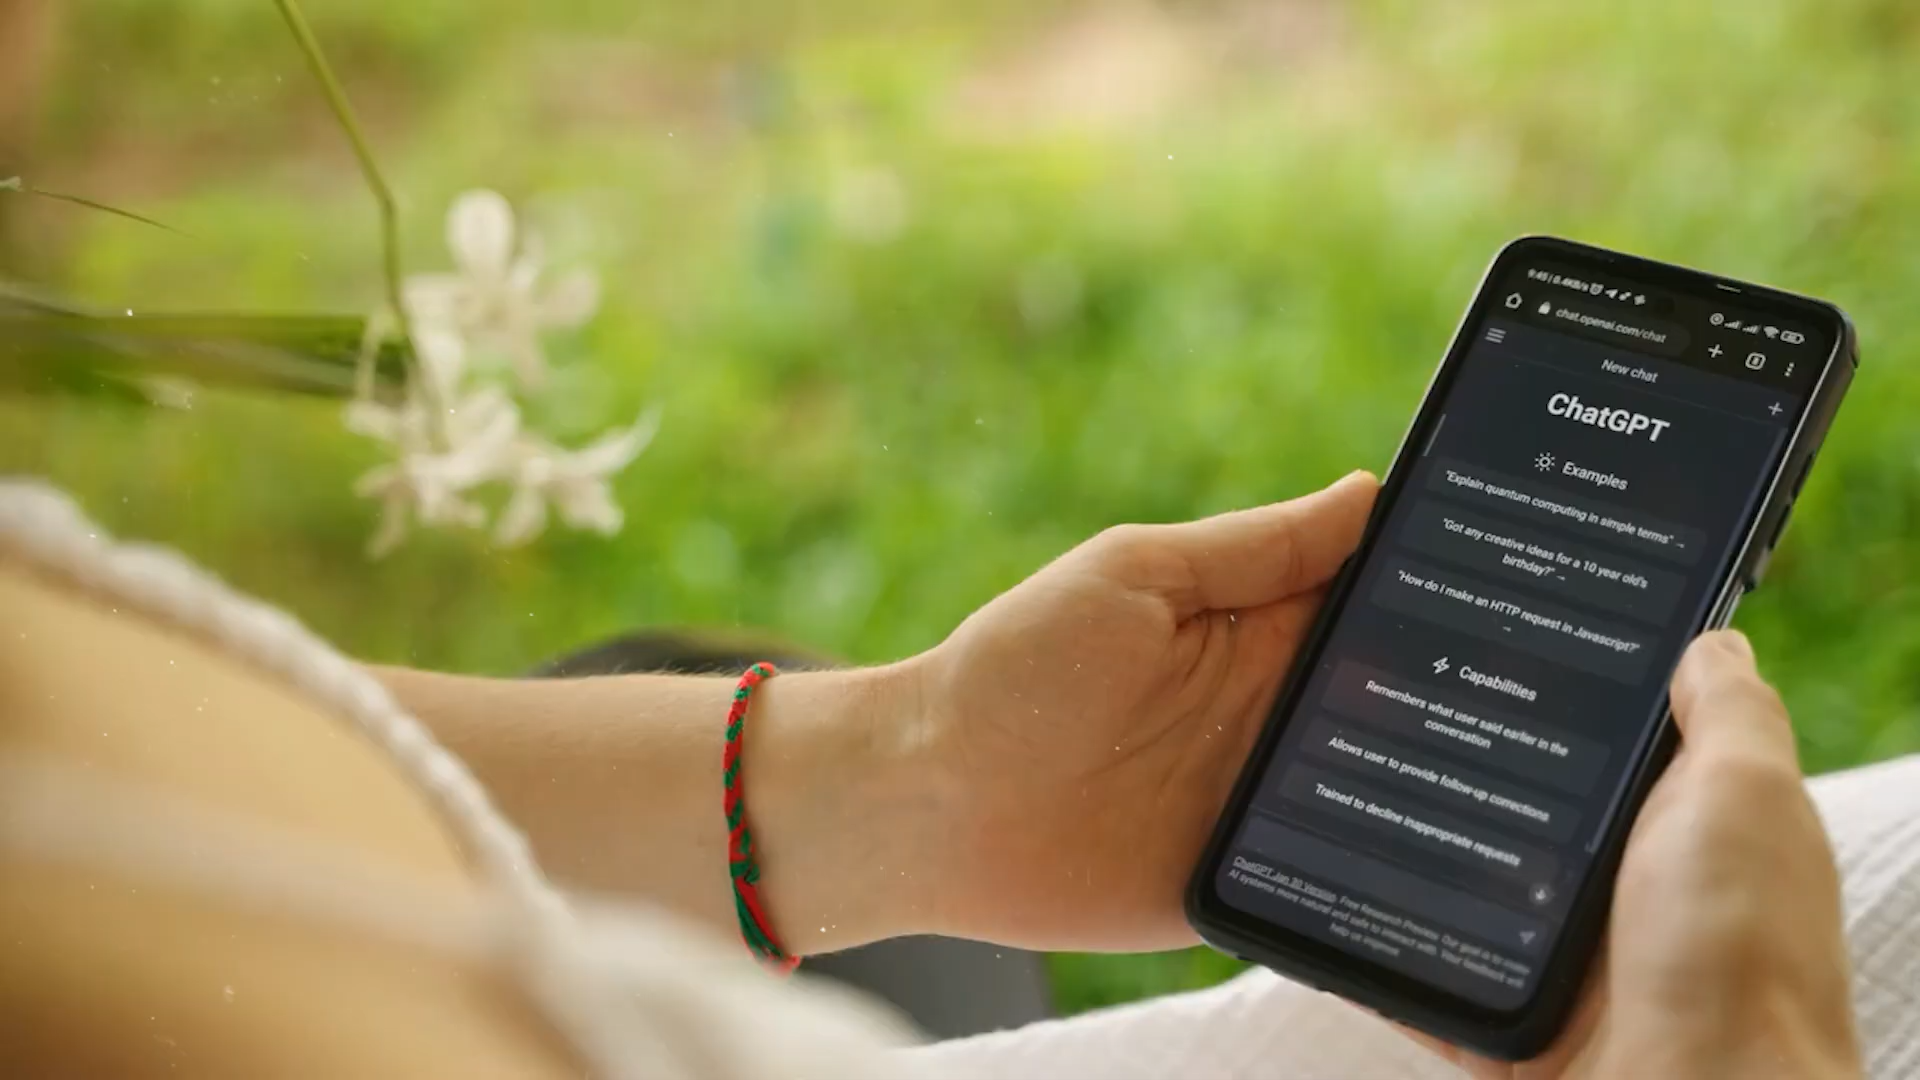 9:45 | 0.4KB/s
chat.openai.com/chat
New chat
ChatGPT
Examples
"Explain quantum computing in simple terms" →
"Got any creative ideas for a 10 year old's
birthday?" →
"How do I make an HTTP request in Javascript?"
→
Capabilities
Remembers what user said earlier in the
conversation
Allows user to provide follow-up corrections
Trained to decline inappropriate requests
ChatGPT Jan 30 Version. Free Research Preview. Our goal is to make
AI systems more natural and safe to interact with. Your feedback will
help us improve